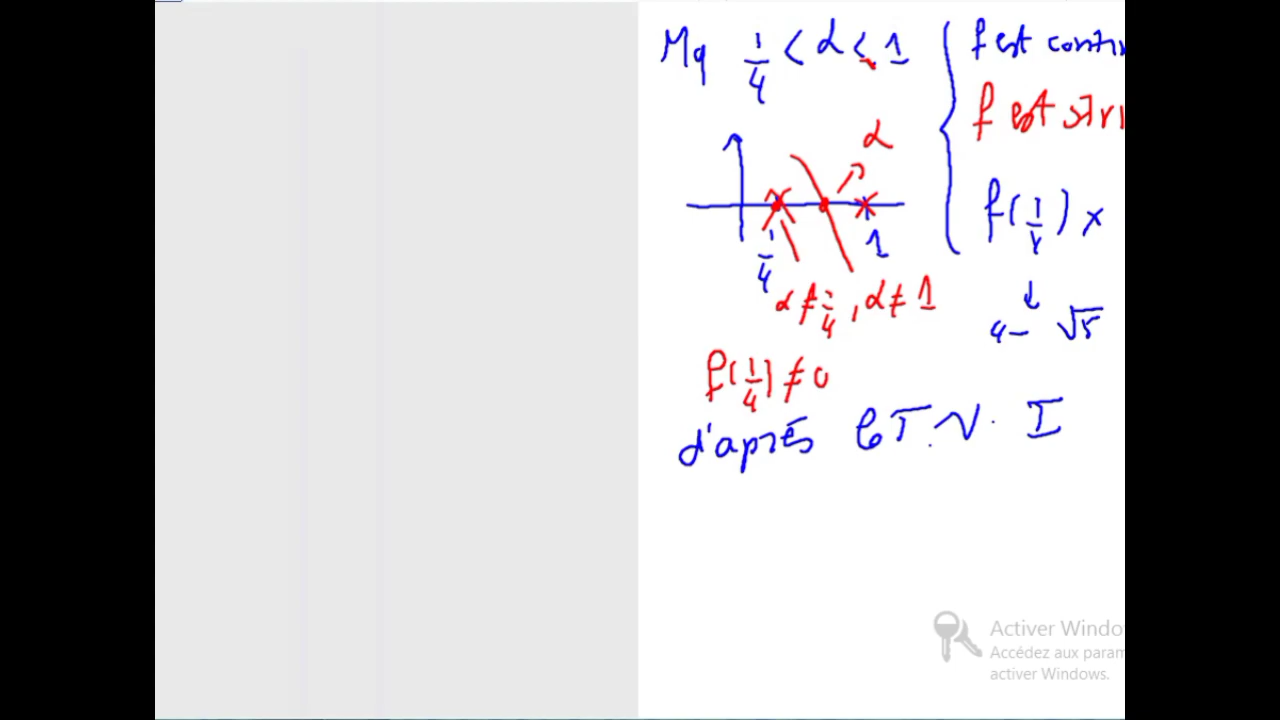 Mq 1/4 < α < 1
f est conti
f est stri
α
f(1/4) ×
1/4
1
α ≠ 1/4, α ≠ 1
4 - √5
f(1/4) ≠ 0
d'après le T.V.I
Activer Windo
Accédez aux param
activer Windows.